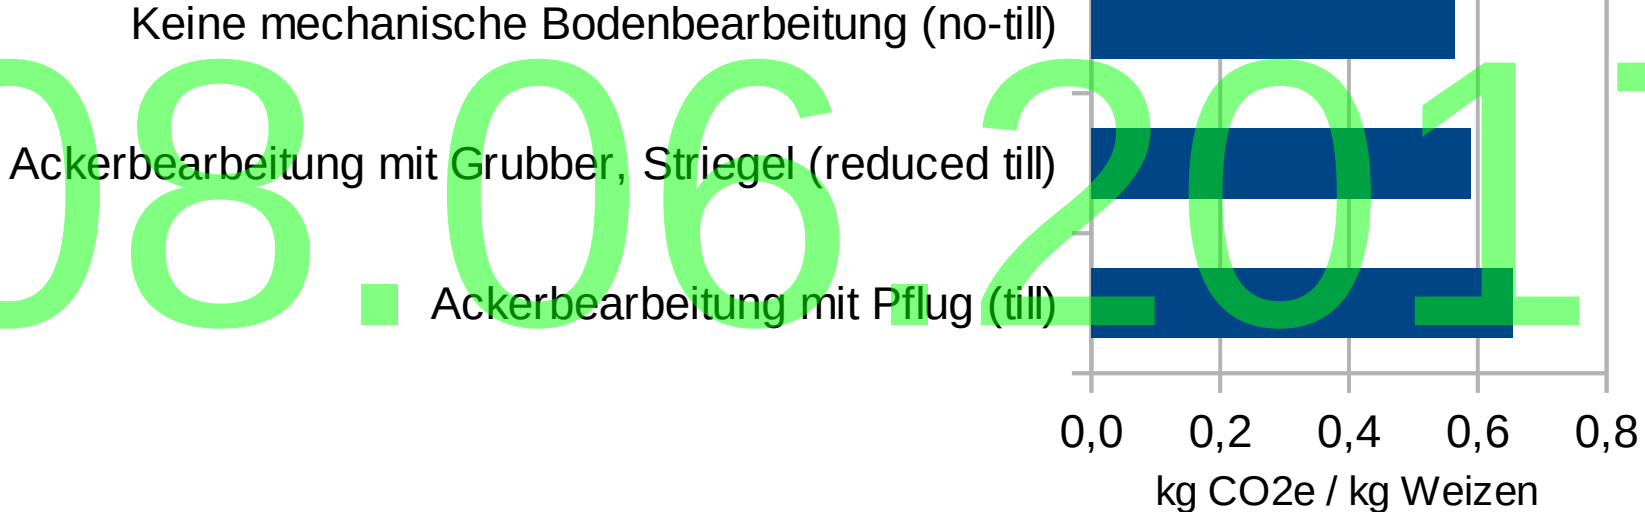 Keine mechanische Bodenbearbeitung (no-till)
08.06.201
Ackerbearbeitung mit Grubber, Striegel (reduced till)
Ackerbearbeitung mit Pflug (till)
0,0 0,2 0,4 0,6 0,8
kg CO2e / kg Weizen